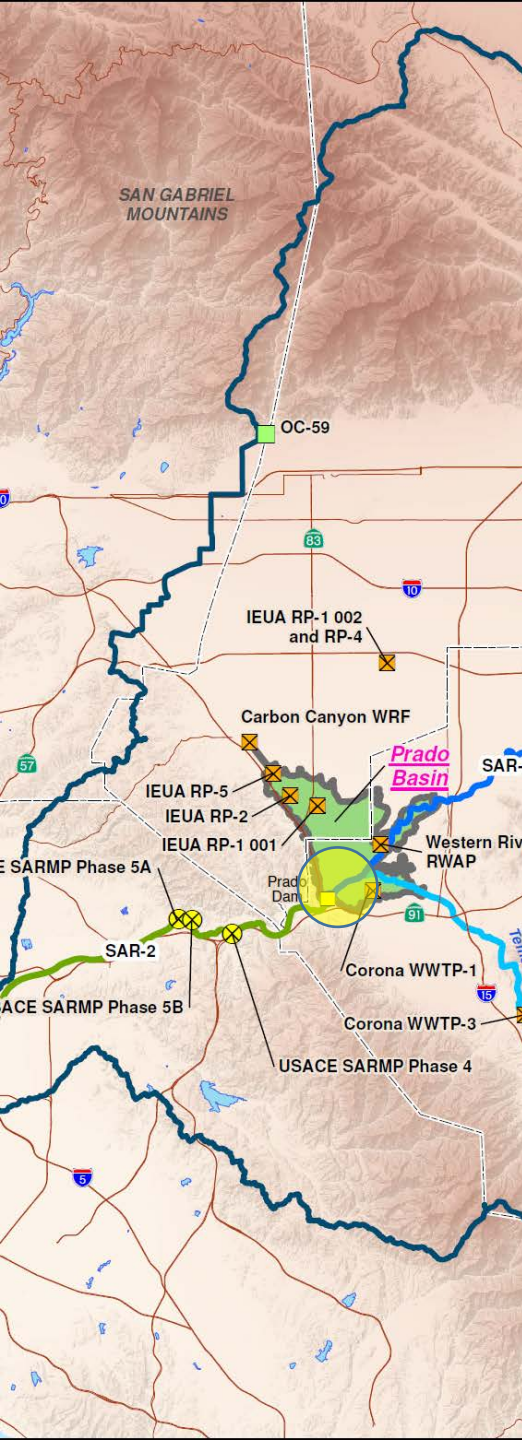 SAN GABRIEL
MOUNTAINS
OC-59
0
83
10
IEUA RP-1 002
and RP-4
Carbon Canyon WRF
57
Prado
Basin
SAR-
IEUA RP-5
IEUA RP-2
IEUA RP-1 001
Western Riv
RWAP
E SARMP Phase 5A
Prado
Dam
91
SAR-2
Corona WWTP-1
Tem
15
SACE SARMP Phase 5B
Corona WWTP-3
USACE SARMP Phase 4
5